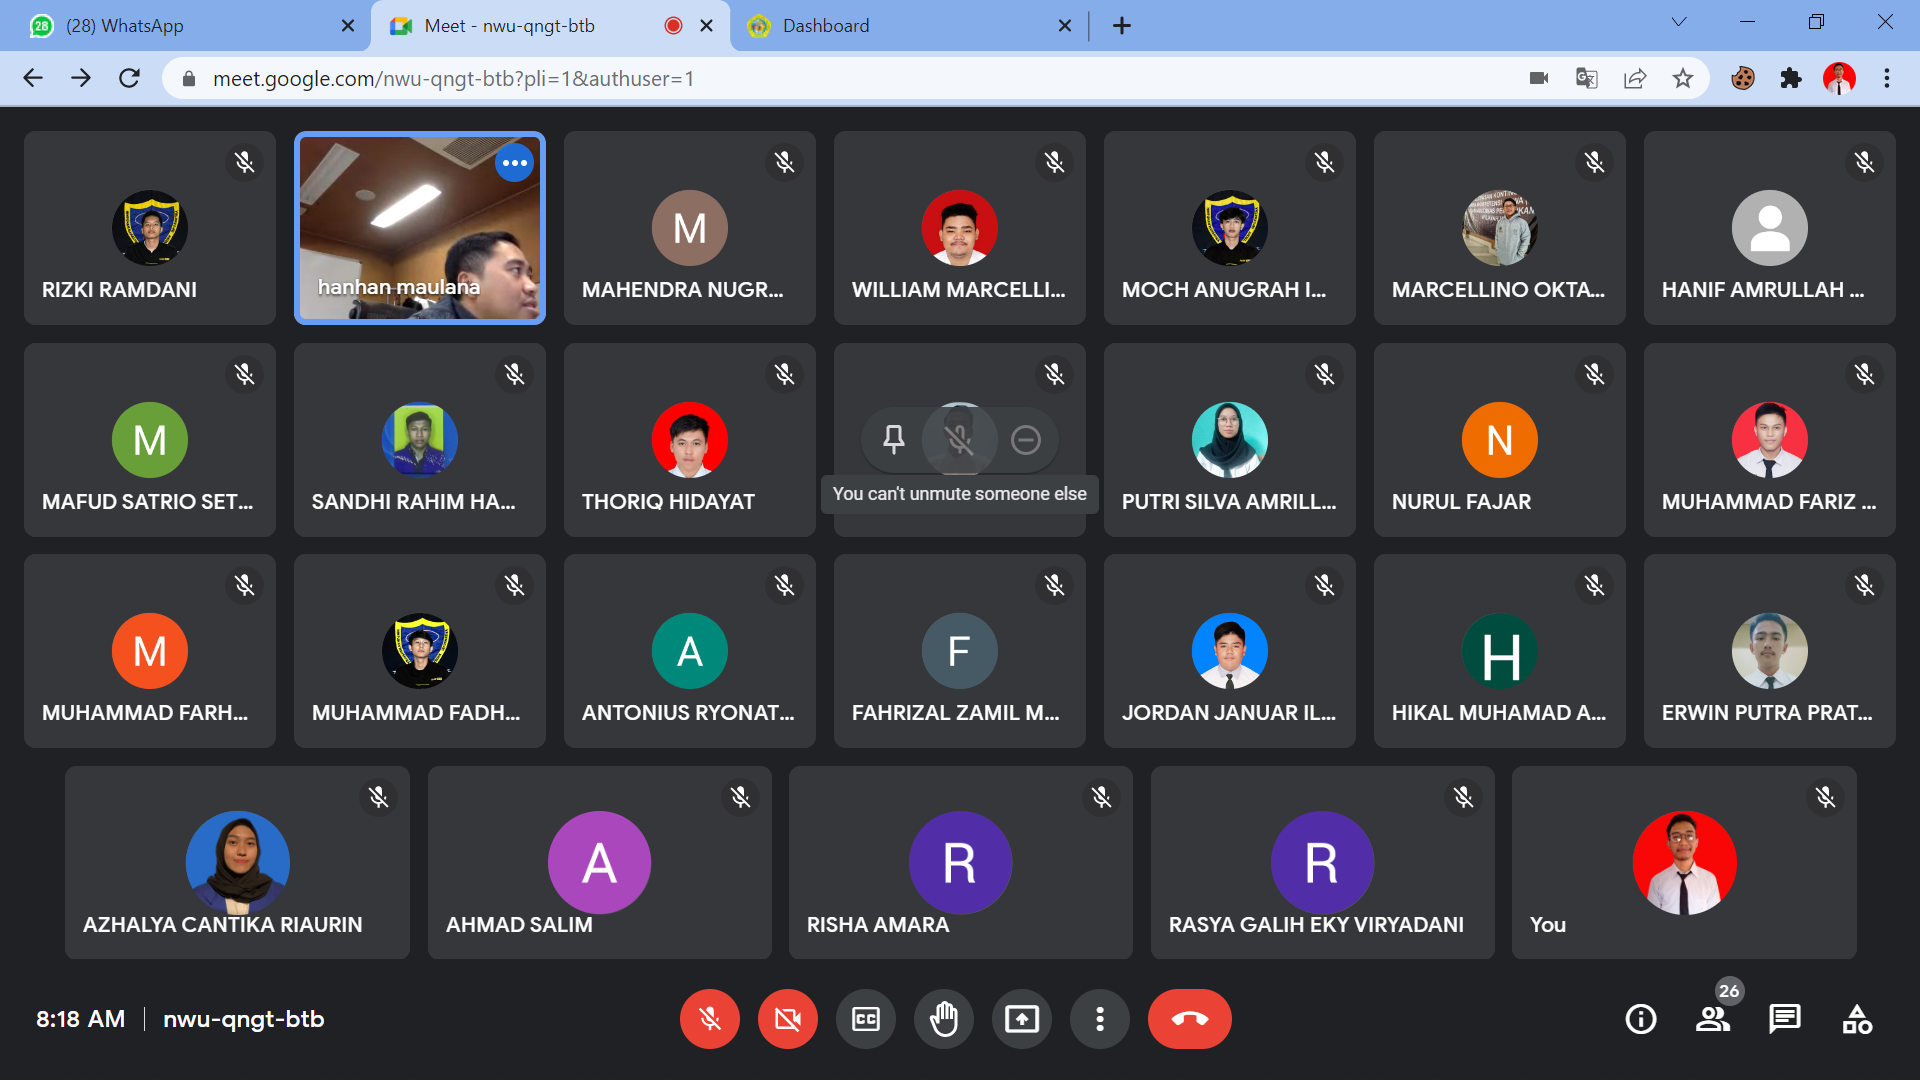 28 (28) WhatsApp
Meet - nwu-qngt-btb
Dashboard
meet.google.com/nwu-qngt-btb?pli=1&authuser=1
RIZKI RAMDANI
hanhan maulana
M
MAHENDRA NUGR...
WILLIAM MARCELLI...
MOCH ANUGRAH I...
MARCELLINO OKTA...
HANIF AMRULLAH ...
M
MAFUD SATRIO SET...
SANDHI RAHIM HA...
THORIQ HIDAYAT
You can't unmute someone else
PUTRI SILVA AMRILL...
N
NURUL FAJAR
MUHAMMAD FARIZ ...
M
MUHAMMAD FARH...
MUHAMMAD FADH...
A
ANTONIUS RYONAT...
F
FAHRIZAL ZAMIL M...
JORDAN JANUAR IL...
H
HIKAL MUHAMAD A...
ERWIN PUTRA PRAT...
AZHALYA CANTIKA RIAURIN
A
AHMAD SALIM
R
RISHA AMARA
R
RASYA GALIH EKY VIRYADANI
You
8:18 AM
nwu-qngt-btb
CC
26